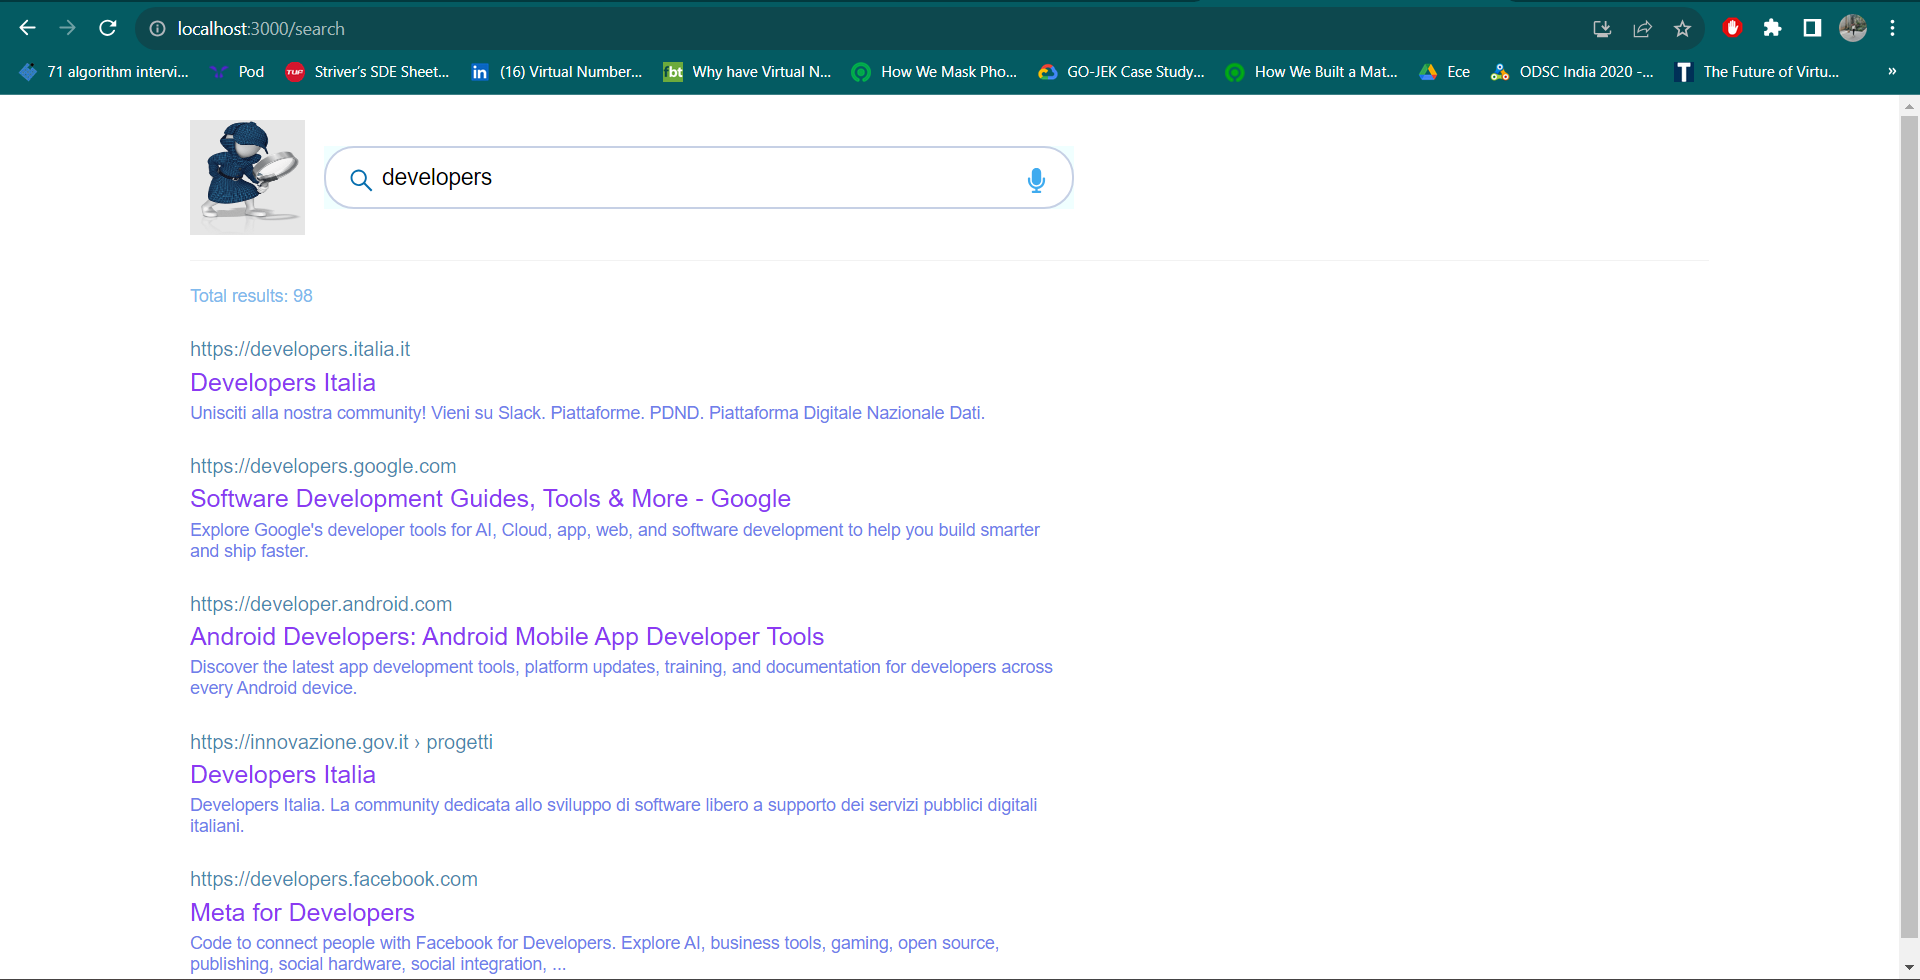 localhost:3000/search
71 algorithm intervi... Pod Striver's SDE Sheet... (16) Virtual Number... Why have Virtual N... How We Mask Pho... GO-JEK Case Study... How We Built a Mat... Ece ODSC India 2020 -... The Future of Virtu... »
developers
Total results: 98
https://developers.italia.it
Developers Italia
Unisciti alla nostra community! Vieni su Slack. Piattaforme. PDND. Piattaforma Digitale Nazionale Dati.
https://developers.google.com
Software Development Guides, Tools & More - Google
Explore Google's developer tools for AI, Cloud, app, web, and software development to help you build smarter
and ship faster.
https://developer.android.com
Android Developers: Android Mobile App Developer Tools
Discover the latest app development tools, platform updates, training, and documentation for developers across
every Android device.
https://innovazione.gov.it › progetti
Developers Italia
Developers Italia. La community dedicata allo sviluppo di software libero a supporto dei servizi pubblici digitali
italiani.
https://developers.facebook.com
Meta for Developers
Code to connect people with Facebook for Developers. Explore AI, business tools, gaming, open source,
publishing, social hardware, social integration, ...